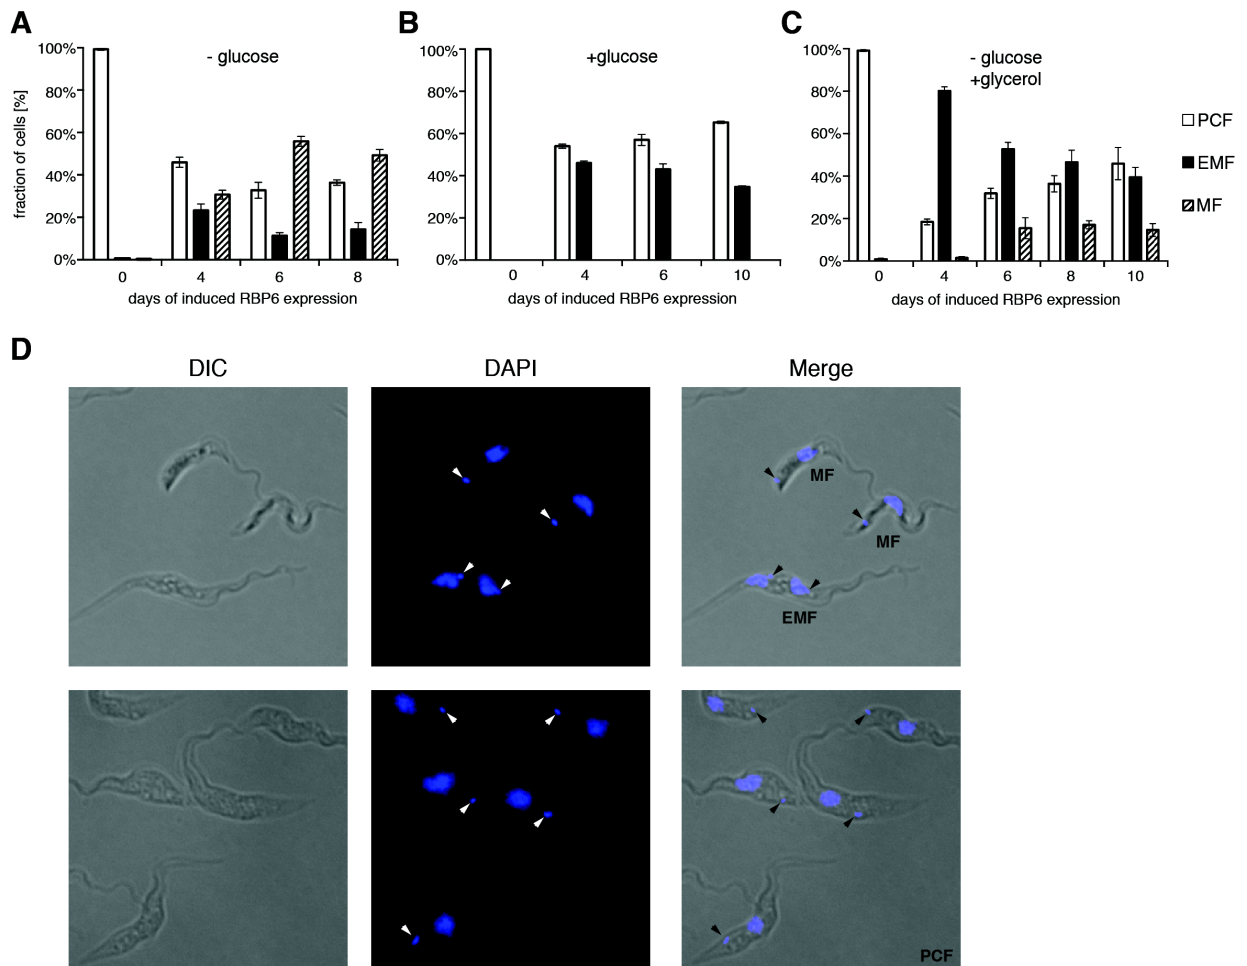 A
B
C
100%
80%
60%
40%
20%
0%
fraction of cells [%]
- glucose
0
4
6
8
days of induced RBP6 expression
100%
80%
60%
40%
20%
0%
+glucose
0
4
6
10
days of induced RBP6 expression
100%
80%
60%
40%
20%
0%
- glucose
+glycerol
0
4
6
8
10
days of induced RBP6 expression
PCF
EMF
MF
D
DIC
DAPI
Merge
MF
MF
EMF
PCF